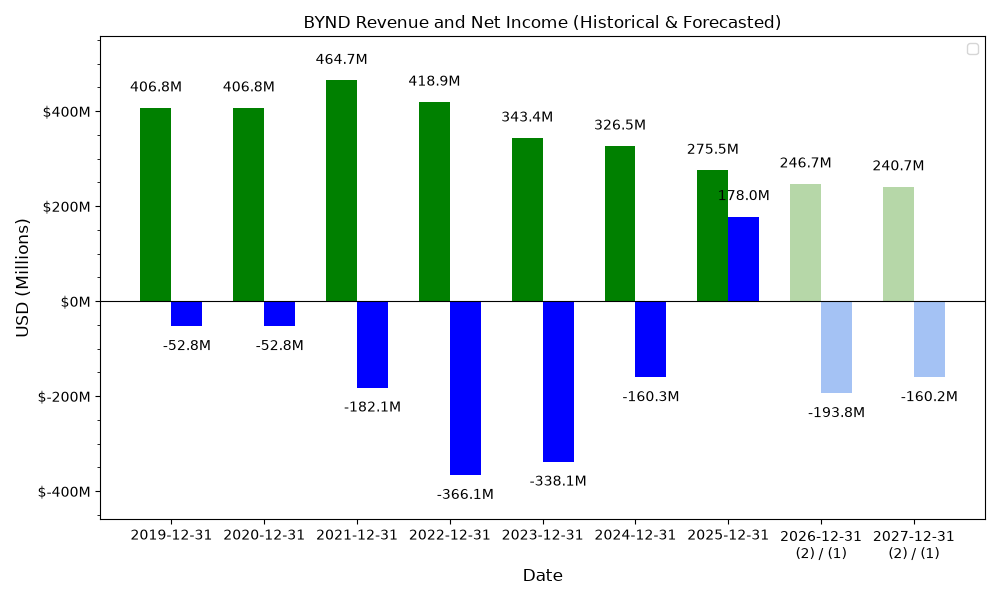 BYND Revenue and Net Income (Historical & Forecasted)
464.7M
406.8M
406.8M
418.9M
343.4M
326.5M
275.5M
246.7M
240.7M
178.0M
-52.8M
-52.8M
-182.1M
-366.1M
-338.1M
-160.3M
-193.8M
-160.2M
$400M
$200M
$0M
$-200M
$-400M
USD (Millions)
2019-12-31
2020-12-31
2021-12-31
2022-12-31
2023-12-31
2024-12-31
2025-12-31
2026-12-31
(2) / (1)
2027-12-31
(2) / (1)
Date